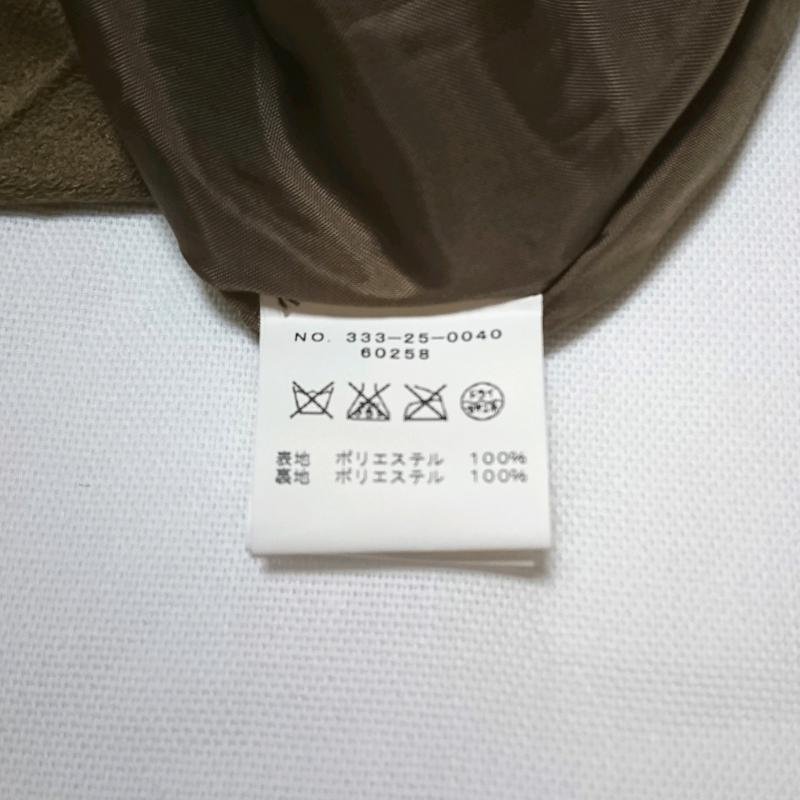 NO. 333-25-0040
60258
表地 ポリエステル 100%
裏地 ポリエステル 100%